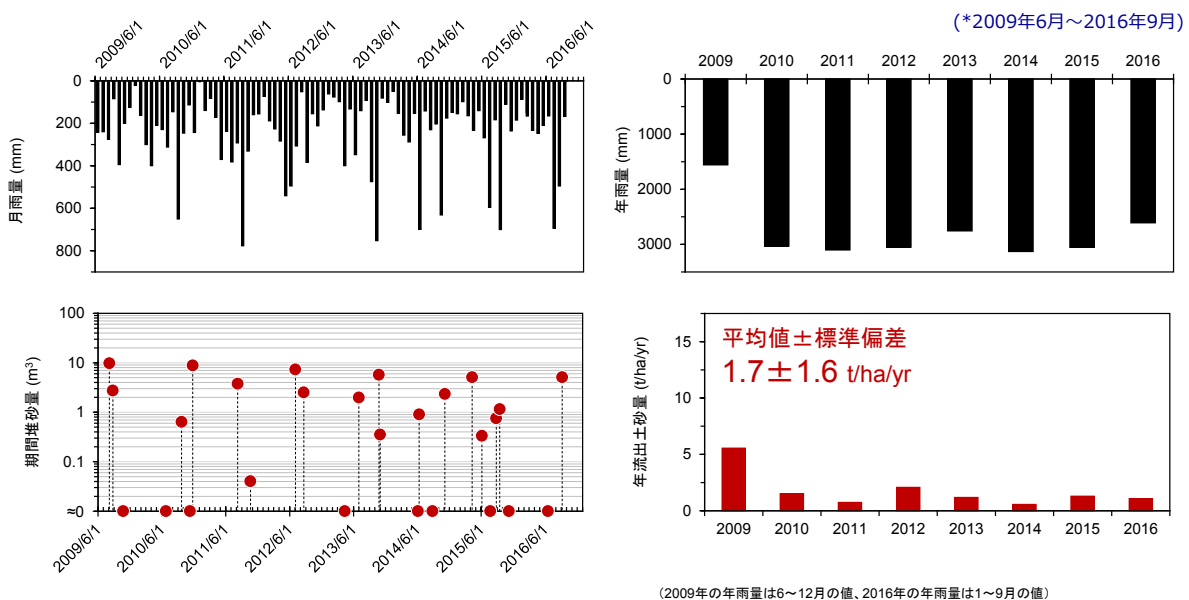 (*2009年6月～2016年9月)
2009/6/1 2010/6/1 2011/6/1 2012/6/1 2013/6/1 2014/6/1 2015/6/1 2016/6/1
月雨量 (mm)
0
200
400
600
800
2009 2010 2011 2012 2013 2014 2015 2016
年雨量 (mm)
0
1000
2000
3000
期間堆砂量 (m³)
100
10
1
0.1
≈0
2009/6/1 2010/6/1 2011/6/1 2012/6/1 2013/6/1 2014/6/1 2015/6/1 2016/6/1
年流出土砂量 (t/ha/yr)
15
10
5
0
平均値±標準偏差
1.7±1.6 t/ha/yr
2009 2010 2011 2012 2013 2014 2015 2016
（2009年の年雨量は6～12月の値、2016年の年雨量は1～9月の値）